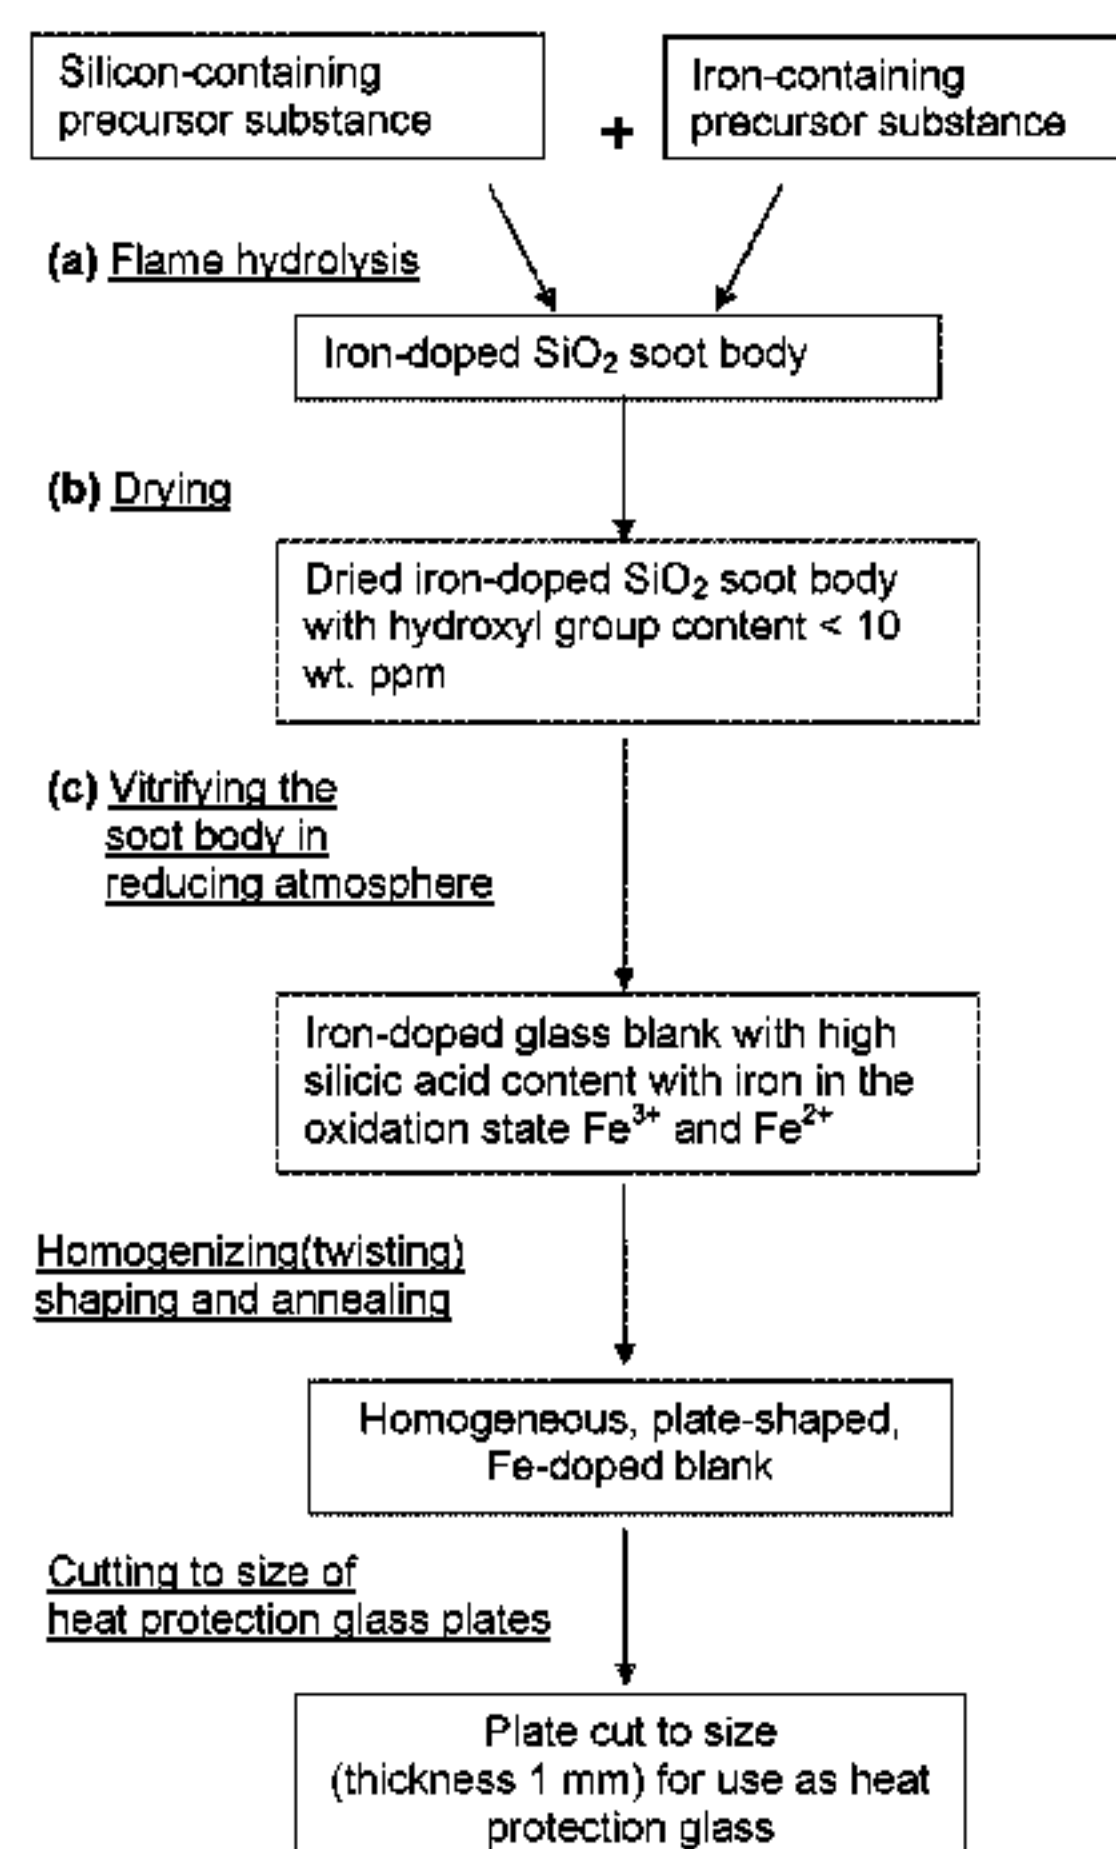 Silicon-containing
precursor substance
+
Iron-containing
precursor substance
(a) Flame hydrolysis
Iron-doped SiO₂ soot body
(b) Drying
Dried iron-doped SiO₂ soot body
with hydroxyl group content < 10
wt. ppm
(c) Vitrifying the
soot body in
reducing atmosphere
Iron-doped glass blank with high
silicic acid content with iron in the
oxidation state Fe³⁺ and Fe²⁺
Homogenizing(twisting)
shaping and annealing
Homogeneous, plate-shaped,
Fe-doped blank
Cutting to size of
heat protection glass plates
Plate cut to size
(thickness 1 mm) for use as heat
protection glass